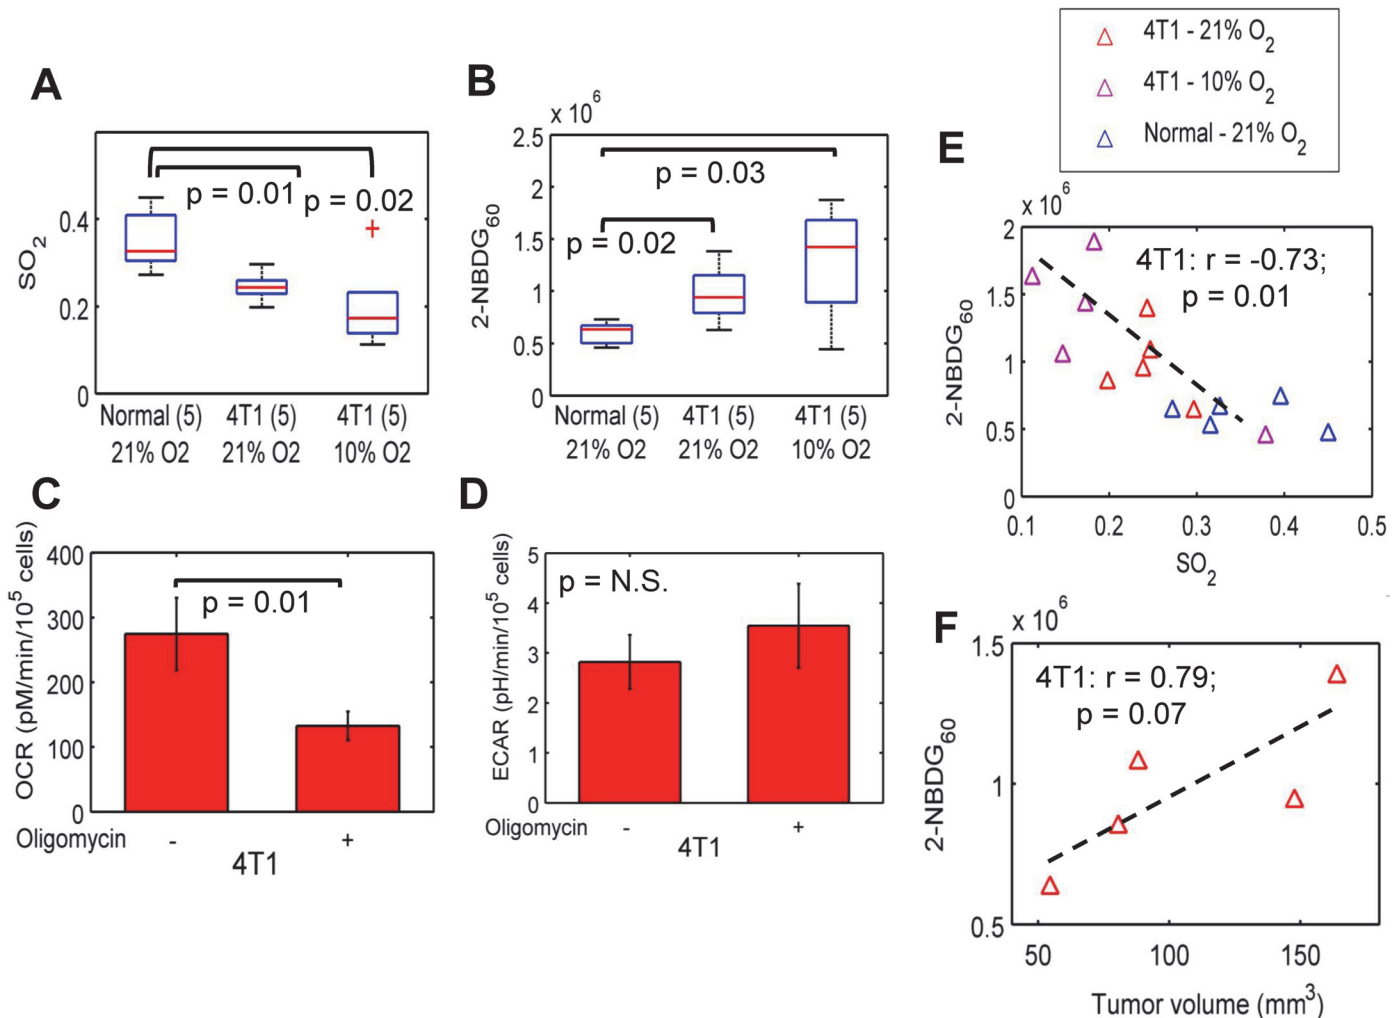 A
SO2
0.4
0.2
0
p = 0.01
p = 0.02
Normal (5)
21% O2
4T1 (5)
21% O2
4T1 (5)
10% O2
B
x 10^6
2-NBDG60
2.5
2
1.5
1
0.5
0
p = 0.03
p = 0.02
Normal (5)
21% O2
4T1 (5)
21% O2
4T1 (5)
10% O2
C
OCR (pM/min/10^5 cells)
400
300
200
100
0
p = 0.01
Oligomycin - +
4T1
D
ECAR (pH/min/10^5 cells)
5
4
3
2
1
0
p = N.S.
Oligomycin - +
4T1
4T1 - 21% O2
4T1 - 10% O2
Normal - 21% O2
E
x 10^6
2-NBDG60
2
1.5
1
0.5
0
4T1: r = -0.73;
p = 0.01
0.1 0.2 0.3 0.4 0.5
SO2
F
x 10^6
2-NBDG60
1.5
1
0.5
4T1: r = 0.79;
p = 0.07
50 100 150
Tumor volume (mm^3)